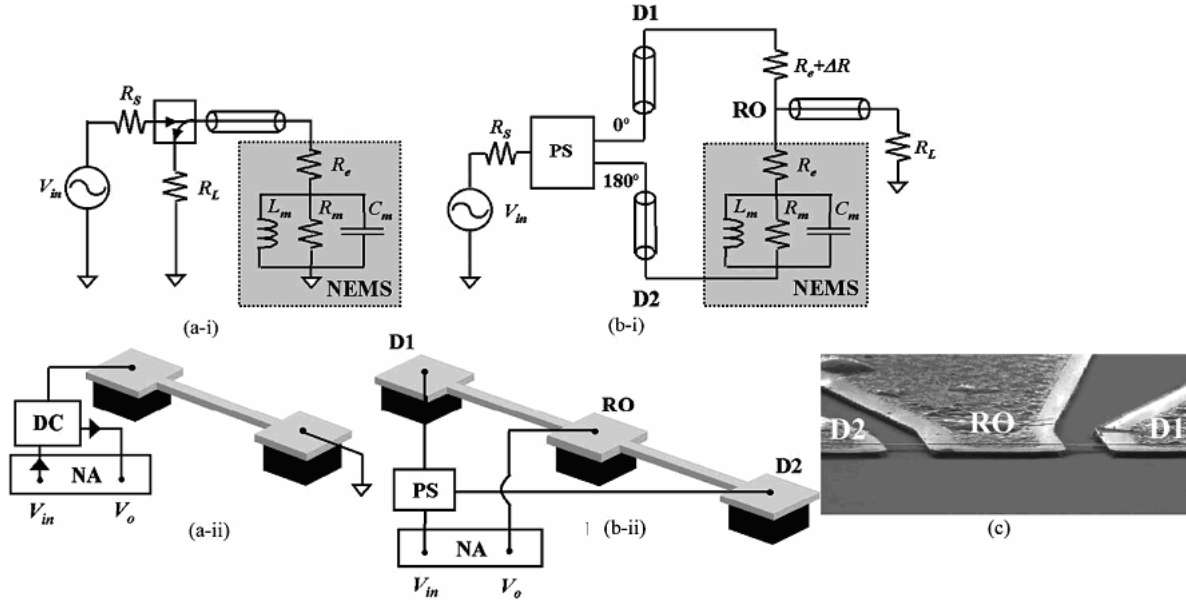 D1
R_e+ΔR
R_S
RO
0°
R_S
PS
R_L
180°
V_in
R_L
R_e
L_m R_m C_m
NEMS
V_in
R_e
L_m R_m C_m
NEMS
D2
(a-i)
(b-i)
D1
RO
D2
DC
NA
V_in V_o
(a-ii)
PS
NA
V_in V_o
(b-ii)
D2 RO D1
(c)